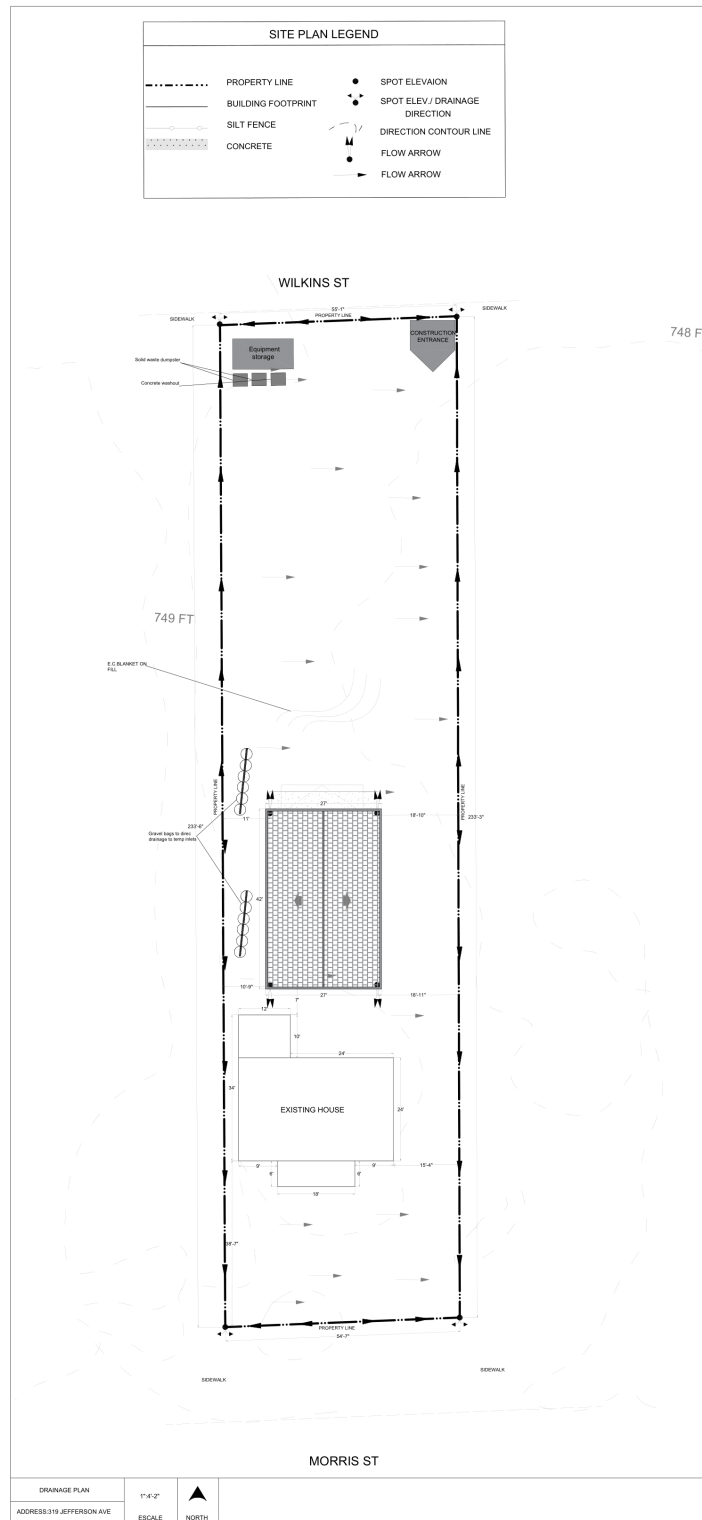 SITE PLAN LEGEND
PROPERTY LINE
BUILDING FOOTPRINT
SILT FENCE
CONCRETE
SPOT ELEVAION
SPOT ELEV./ DRAINAGE
DIRECTION
DIRECTION CONTOUR LINE
FLOW ARROW
FLOW ARROW
WILKINS ST
SIDEWALK
55'-1"
PROPERTY LINE
SIDEWALK
748 F
CONSTRUCTION
ENTRANCE
Equipment
storage
Solid waste dumpster
Concrete washout
749 FT
E.C.BLANKET ON
FILL
PROPERTY LINE
233'-6"
PROPERTY LINE
233'-3"
Gravel bags to direc
drainage to temp inlets
27'
11'
18'-10"
42'
10'-9"
27'
18'-11"
7'
12'
10'
24'
34'
EXISTING HOUSE
24'
9'
6'
18'
6'
9'
15'-4"
38'-7"
PROPERTY LINE
54'-7"
SIDEWALK
SIDEWALK
MORRIS ST
DRAINAGE PLAN
ADDRESS:319 JEFFERSON AVE
1":4'-2"
ESCALE
NORTH